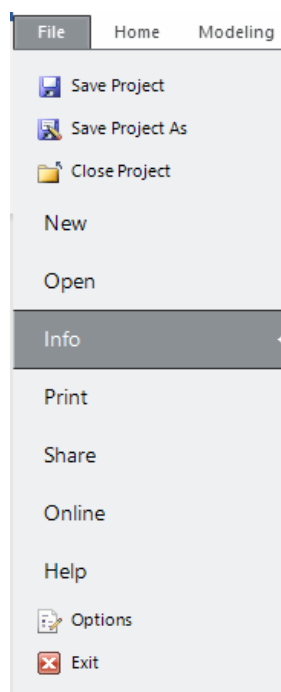 File Home Modeling
Save Project
Save Project As
Close Project
New
Open
Info
Print
Share
Online
Help
Options
Exit